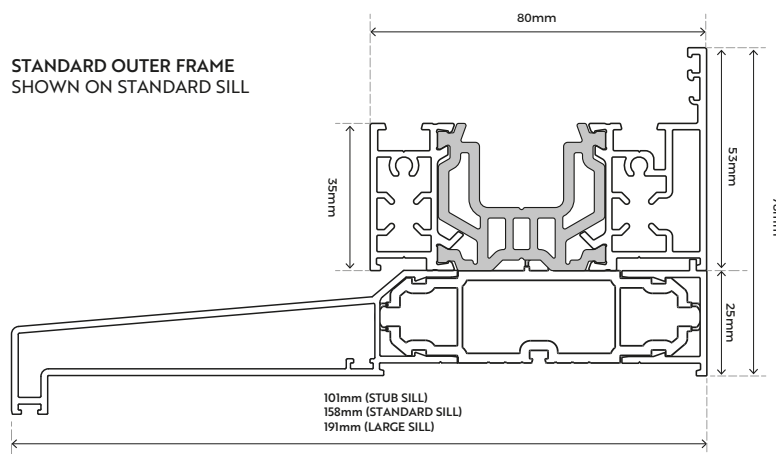 80mm
STANDARD OUTER FRAME
SHOWN ON STANDARD SILL
35mm
53mm
25mm
101mm (STUB SILL)
158mm (STANDARD SILL)
191mm (LARGE SILL)